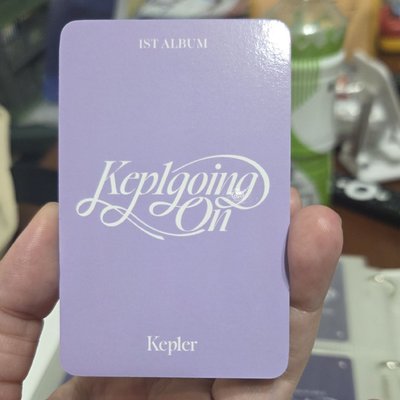 1ST ALBUM
Kep1going
On
Kep1er